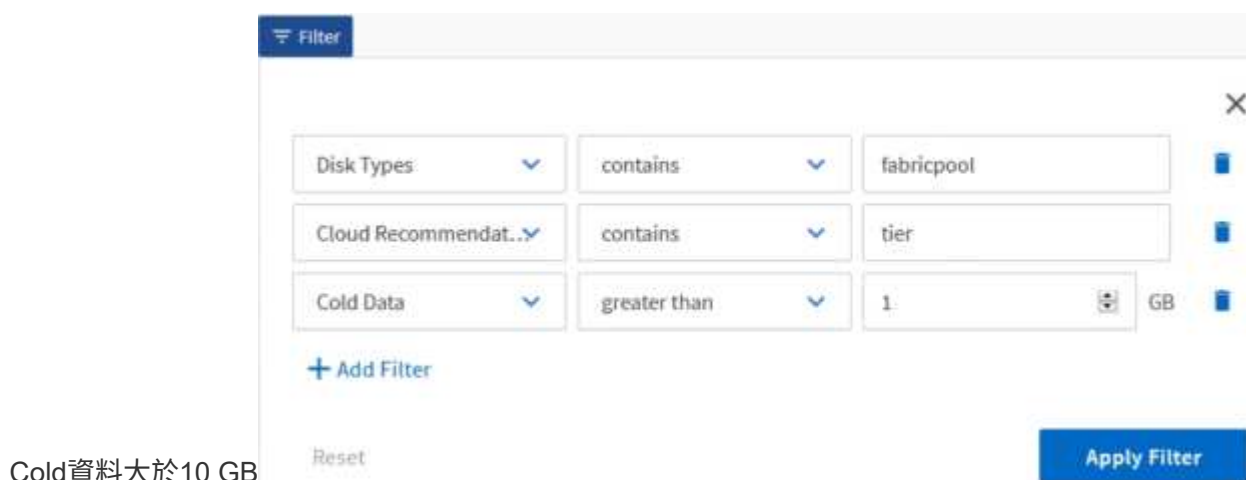 Filter
Disk Types contains fabricpool
Cloud Recommendat... contains tier
Cold Data greater than 1 GB
+ Add Filter
Cold資料大於10 GB Reset Apply Filter